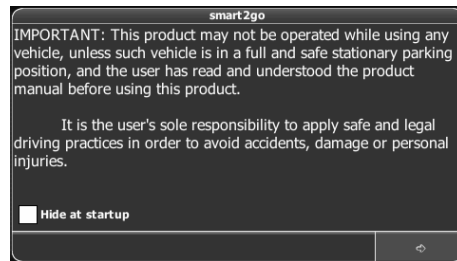 smart2go
IMPORTANT: This product may not be operated while using any
vehicle, unless such vehicle is in a full and safe stationary parking
position, and the user has read and understood the product
manual before using this product.
It is the user's sole responsibility to apply safe and legal
driving practices in order to avoid accidents, damage or personal
injuries.
Hide at startup